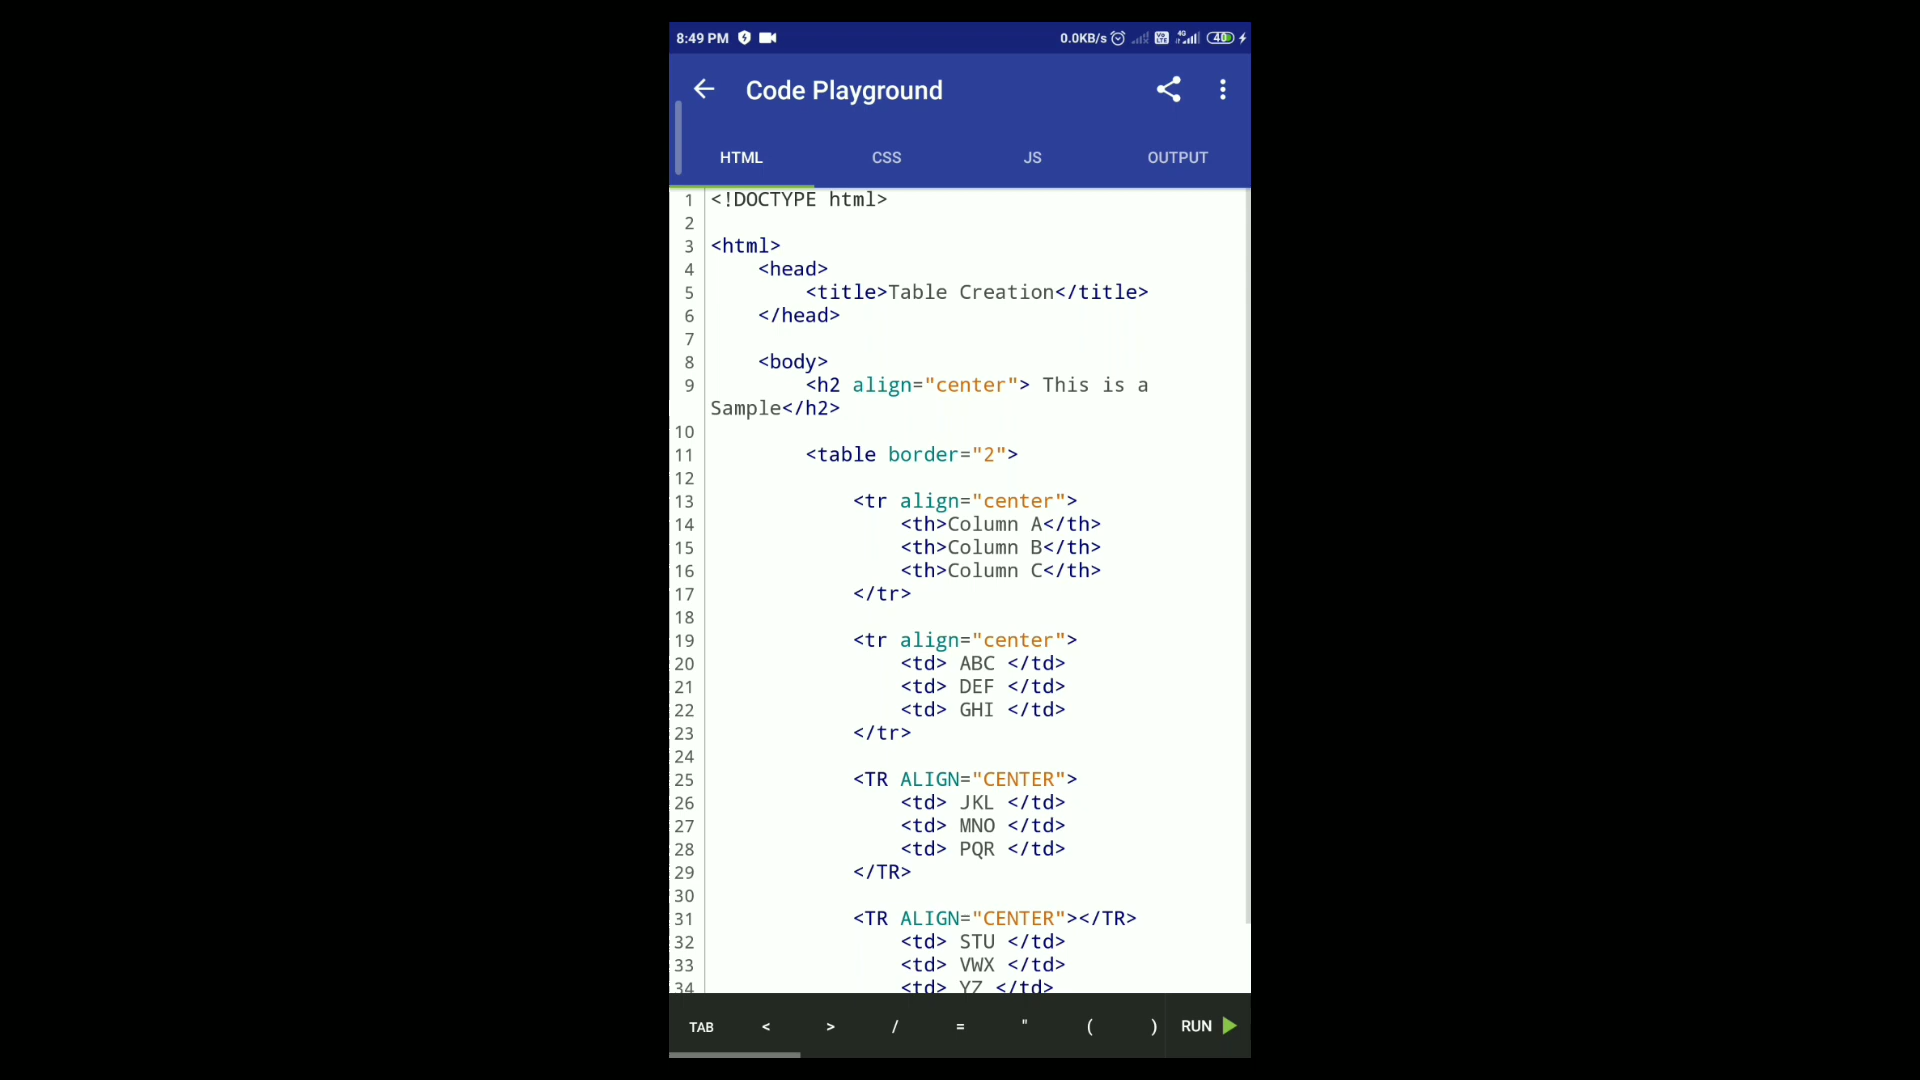 8:49 PM 0.0KB/s 4G 40
Code Playground
HTML CSS JS OUTPUT
1 <!DOCTYPE html>
2
3 <html>
4 <head>
5 <title>Table Creation</title>
6 </head>
7
8 <body>
9 <h2 align="center"> This is a
Sample</h2>
10
11 <table border="2">
12
13 <tr align="center">
14 <th>Column A</th>
15 <th>Column B</th>
16 <th>Column C</th>
17 </tr>
18
19 <tr align="center">
20 <td> ABC </td>
21 <td> DEF </td>
22 <td> GHI </td>
23 </tr>
24
25 <TR ALIGN="CENTER">
26 <td> JKL </td>
27 <td> MNO </td>
28 <td> PQR </td>
29 </TR>
30
31 <TR ALIGN="CENTER"></TR>
32 <td> STU </td>
33 <td> VWX </td>
34 <td> YZ </td>
TAB < > / = " ( ) RUN